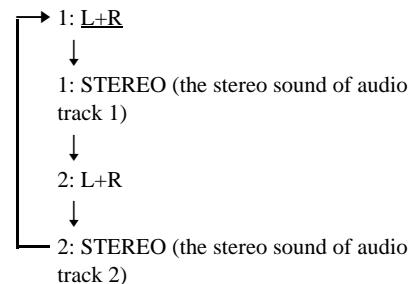 1: L+R
1: STEREO (the stereo sound of audio
track 1)
2: L+R
2: STEREO (the stereo sound of audio
track 2)